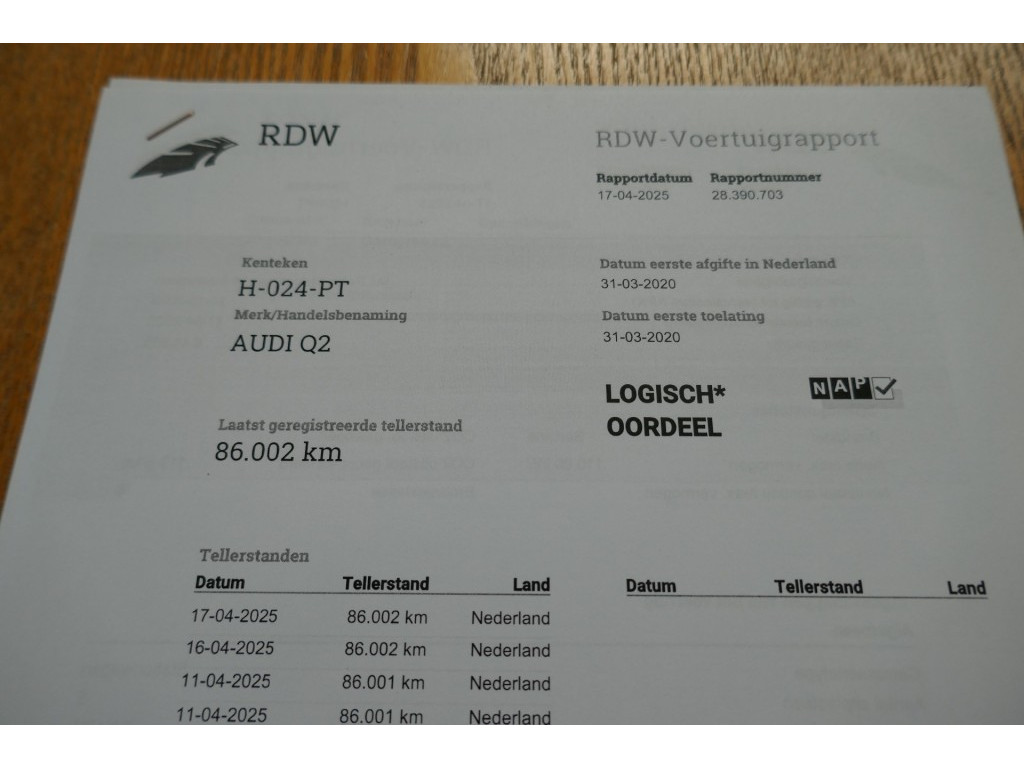 RDW
RDW-Voertuigrapport
Rapportdatum Rapportnummer
17-04-2025 28.390.703
Kenteken
H-024-PT
Merk/Handelsbenaming
AUDI Q2
Datum eerste afgifte in Nederland
31-03-2020
Datum eerste toelating
31-03-2020
Laatst geregistreerde tellerstand
86.002 km
LOGISCH*
OORDEEL
NAP
Tellerstanden
Datum Tellerstand Land Datum Tellerstand Land
17-04-2025 86.002 km Nederland
16-04-2025 86.002 km Nederland
11-04-2025 86.001 km Nederland
11-04-2025 86.001 km Nederland